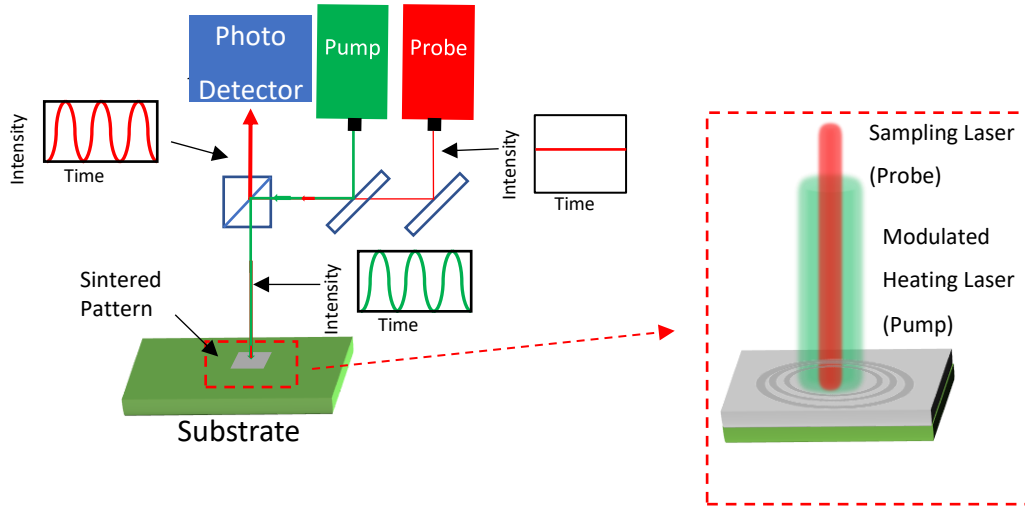 Photo
Detector
Pump
Probe
Intensity
Time
Intensity
Time
Sintered
Pattern
Intensity
Time
Substrate
Sampling Laser
(Probe)
Modulated
Heating Laser
(Pump)